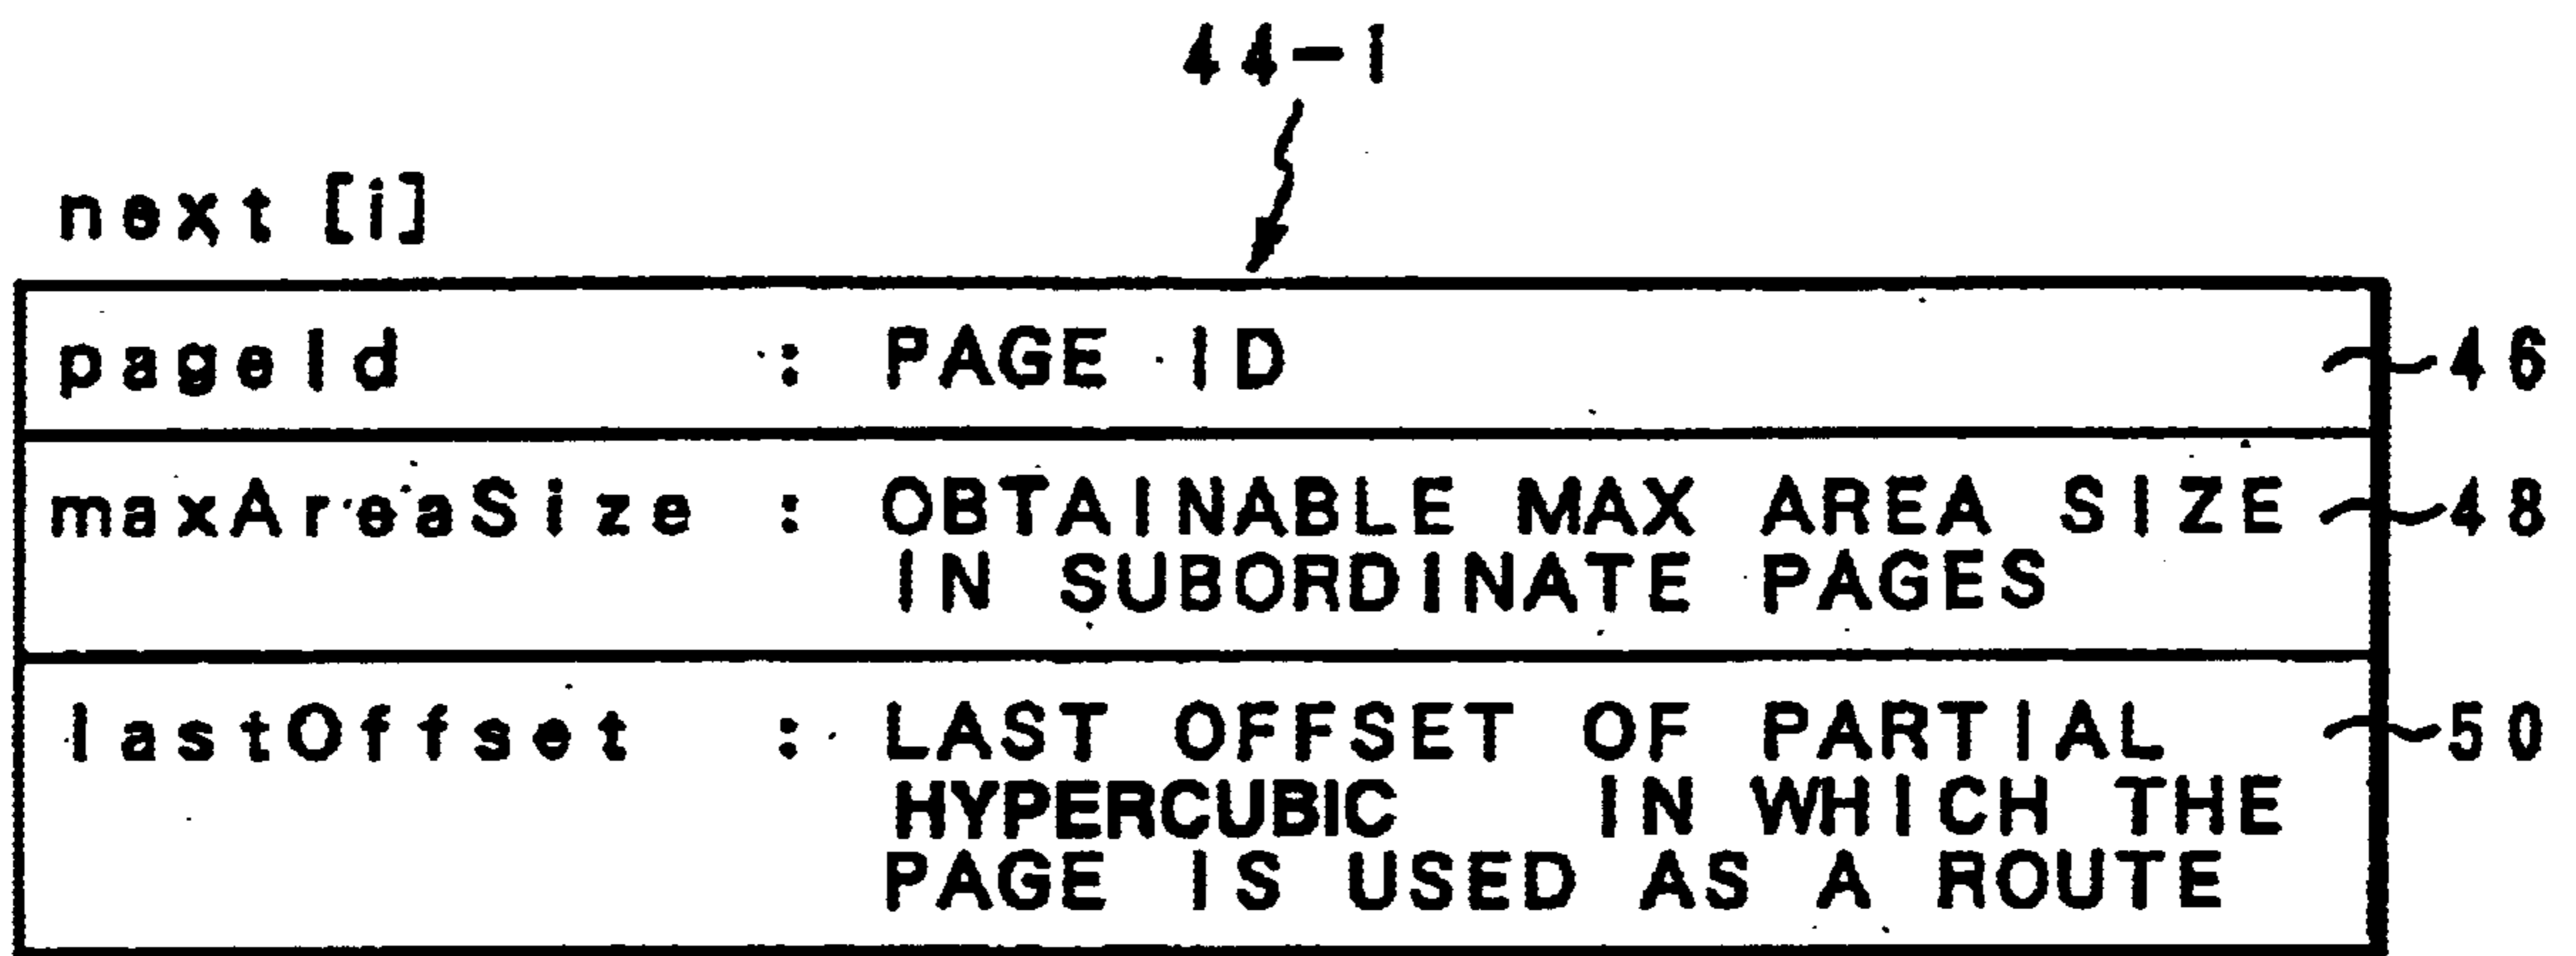 44-1
next [i]
pageId : PAGE ID 46
maxAreaSize : OBTAINABLE MAX AREA SIZE 48
IN SUBORDINATE PAGES
lastOffset : LAST OFFSET OF PARTIAL 50
HYPERCUBIC IN WHICH THE
PAGE IS USED AS A ROUTE